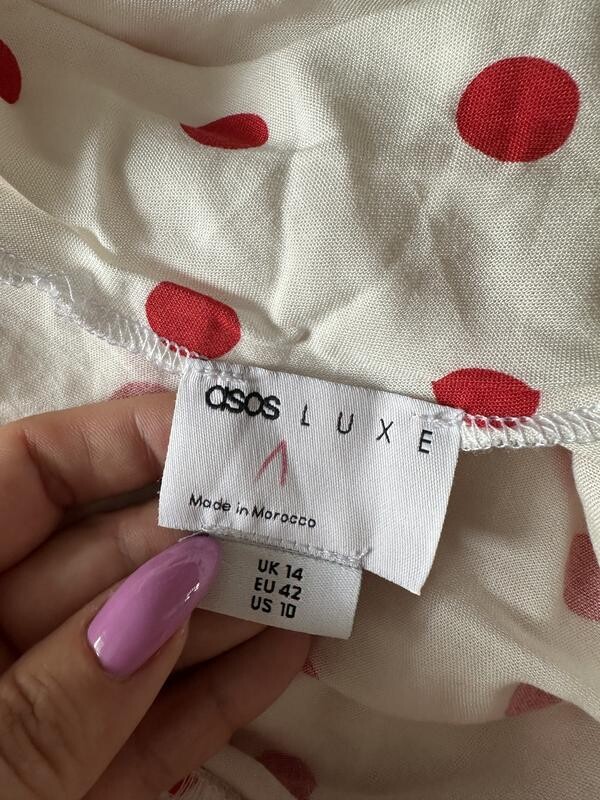 asos LUXE
Made in Morocco
UK 14
EU 42
US 10